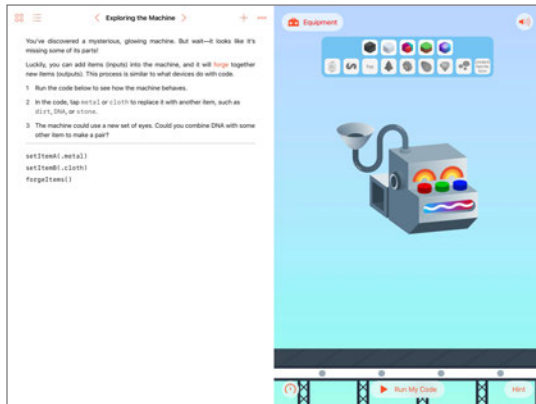 Exploring the Machine
You've discovered a mysterious, glowing machine. But wait—it looks like it's
missing some of its parts!
Luckily, you can add items (inputs) into the machine, and it will forge together
new items (outputs). This process is similar to what devices do with code.
1 Run the code below to see how the machine behaves.
2 In the code, tap metal or cloth to replace it with another item, such as
dirt, DNA, or stone.
3 The machine could use a new set of eyes. Could you combine DNA with some
other item to make a pair?
setItemA(.metal)
setItemB(.cloth)
forgeItems()
Equipment
Run My Code
Hint